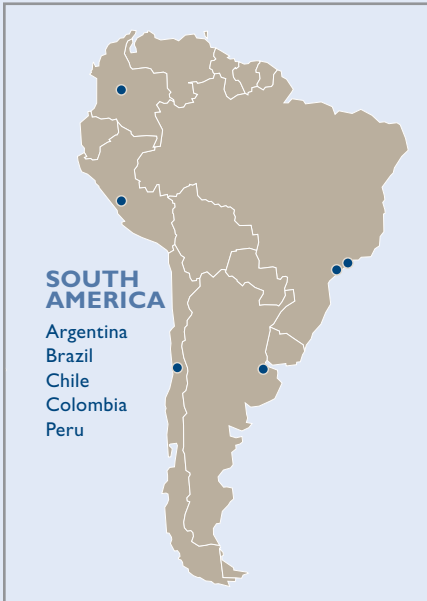 SOUTH
AMERICA
Argentina
Brazil
Chile
Colombia
Peru